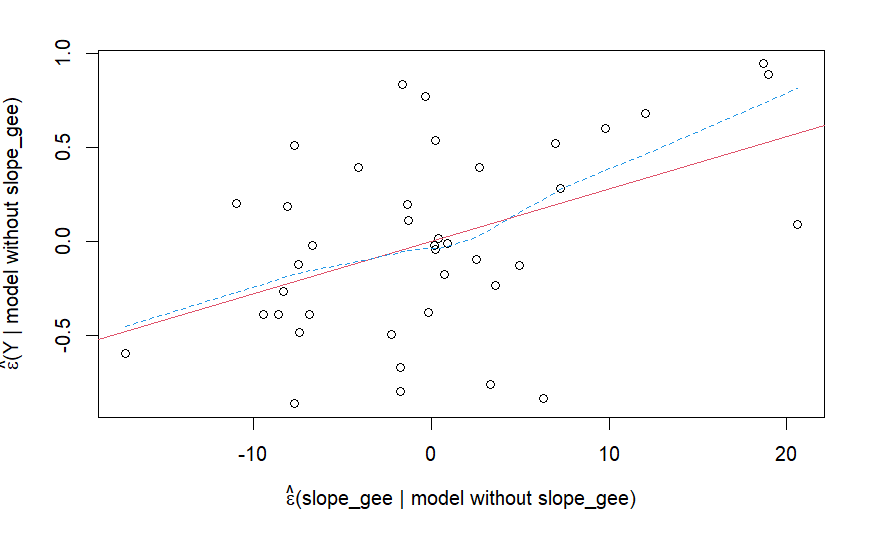 1.0
0.5
0.0
-0.5
ε̂(Y | model without slope_gee)
-10 0 10 20
ε̂(slope_gee | model without slope_gee)